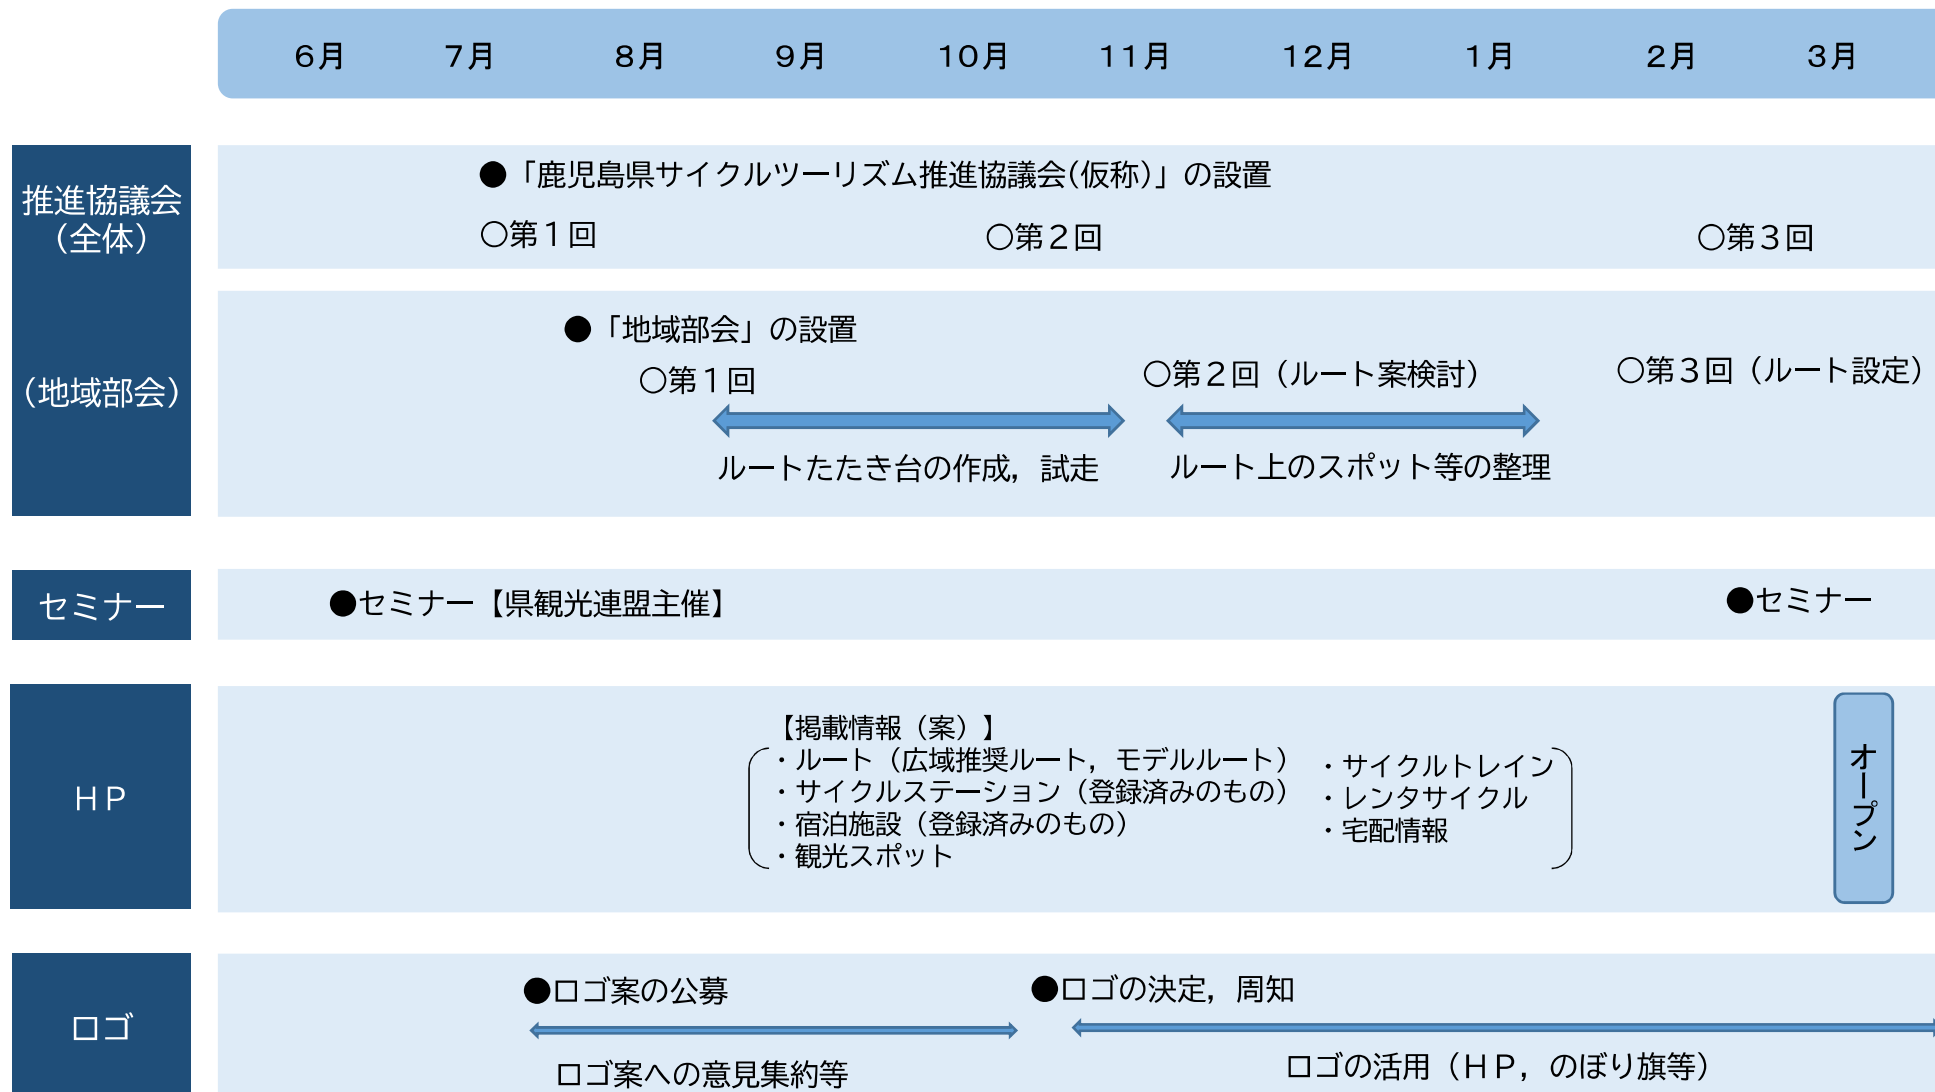 6月 7月 8月 9月 10月 11月 12月 1月 2月 3月
推進協議会
（全体）
●「鹿児島県サイクルツーリズム推進協議会(仮称)」の設置
○第１回 ○第２回 ○第３回
（地域部会）
●「地域部会」の設置
○第１回 ○第２回（ルート案検討） ○第３回（ルート設定）
ルートたたき台の作成，試走 ルート上のスポット等の整理
セミナー
●セミナー【県観光連盟主催】 ●セミナー
ＨＰ
【掲載情報（案）】
・ルート（広域推奨ルート，モデルルート）
・サイクルステーション（登録済みのもの）
・宿泊施設（登録済みのもの）
・観光スポット
・サイクルトレイン
・レンタサイクル
・宅配情報
オープン
ロゴ
●ロゴ案の公募 ●ロゴの決定，周知
ロゴ案への意見集約等 ロゴの活用（ＨＰ，のぼり旗等）